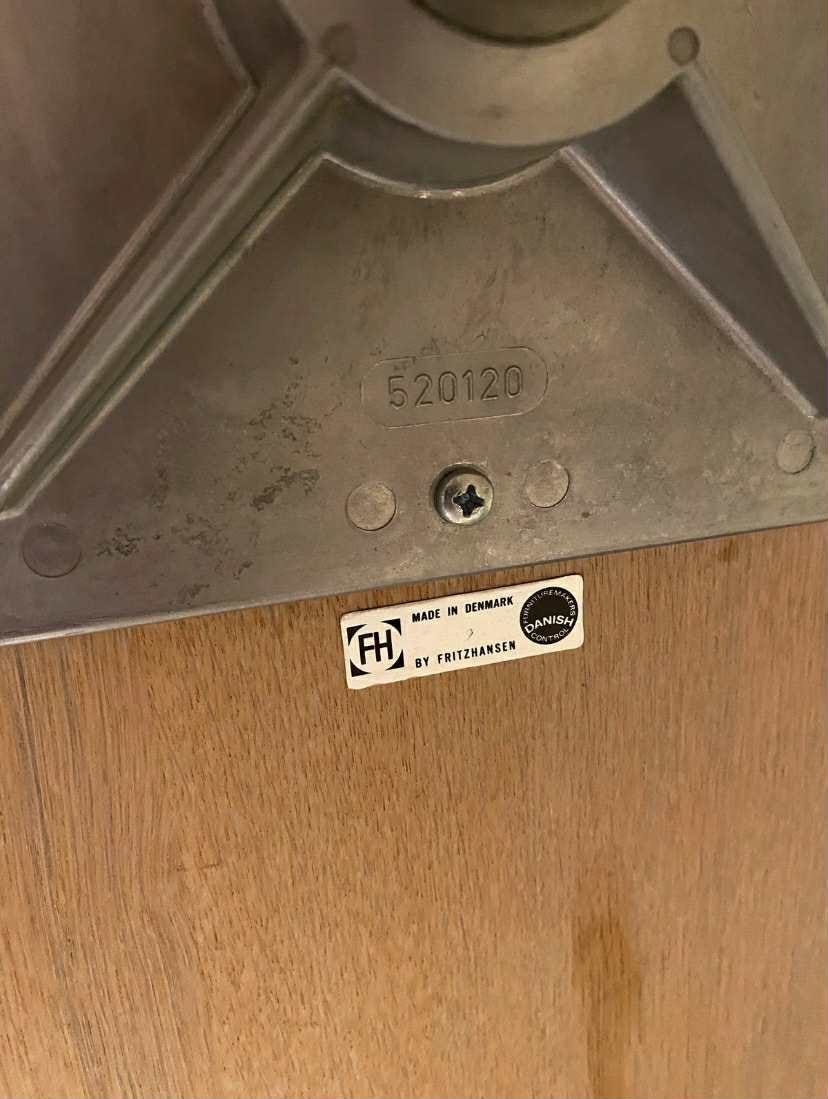 520120
MADE IN DENMARK
FH
BY FRITZHANSEN
FURNITUREMAKERS
DANISH
CONTROL